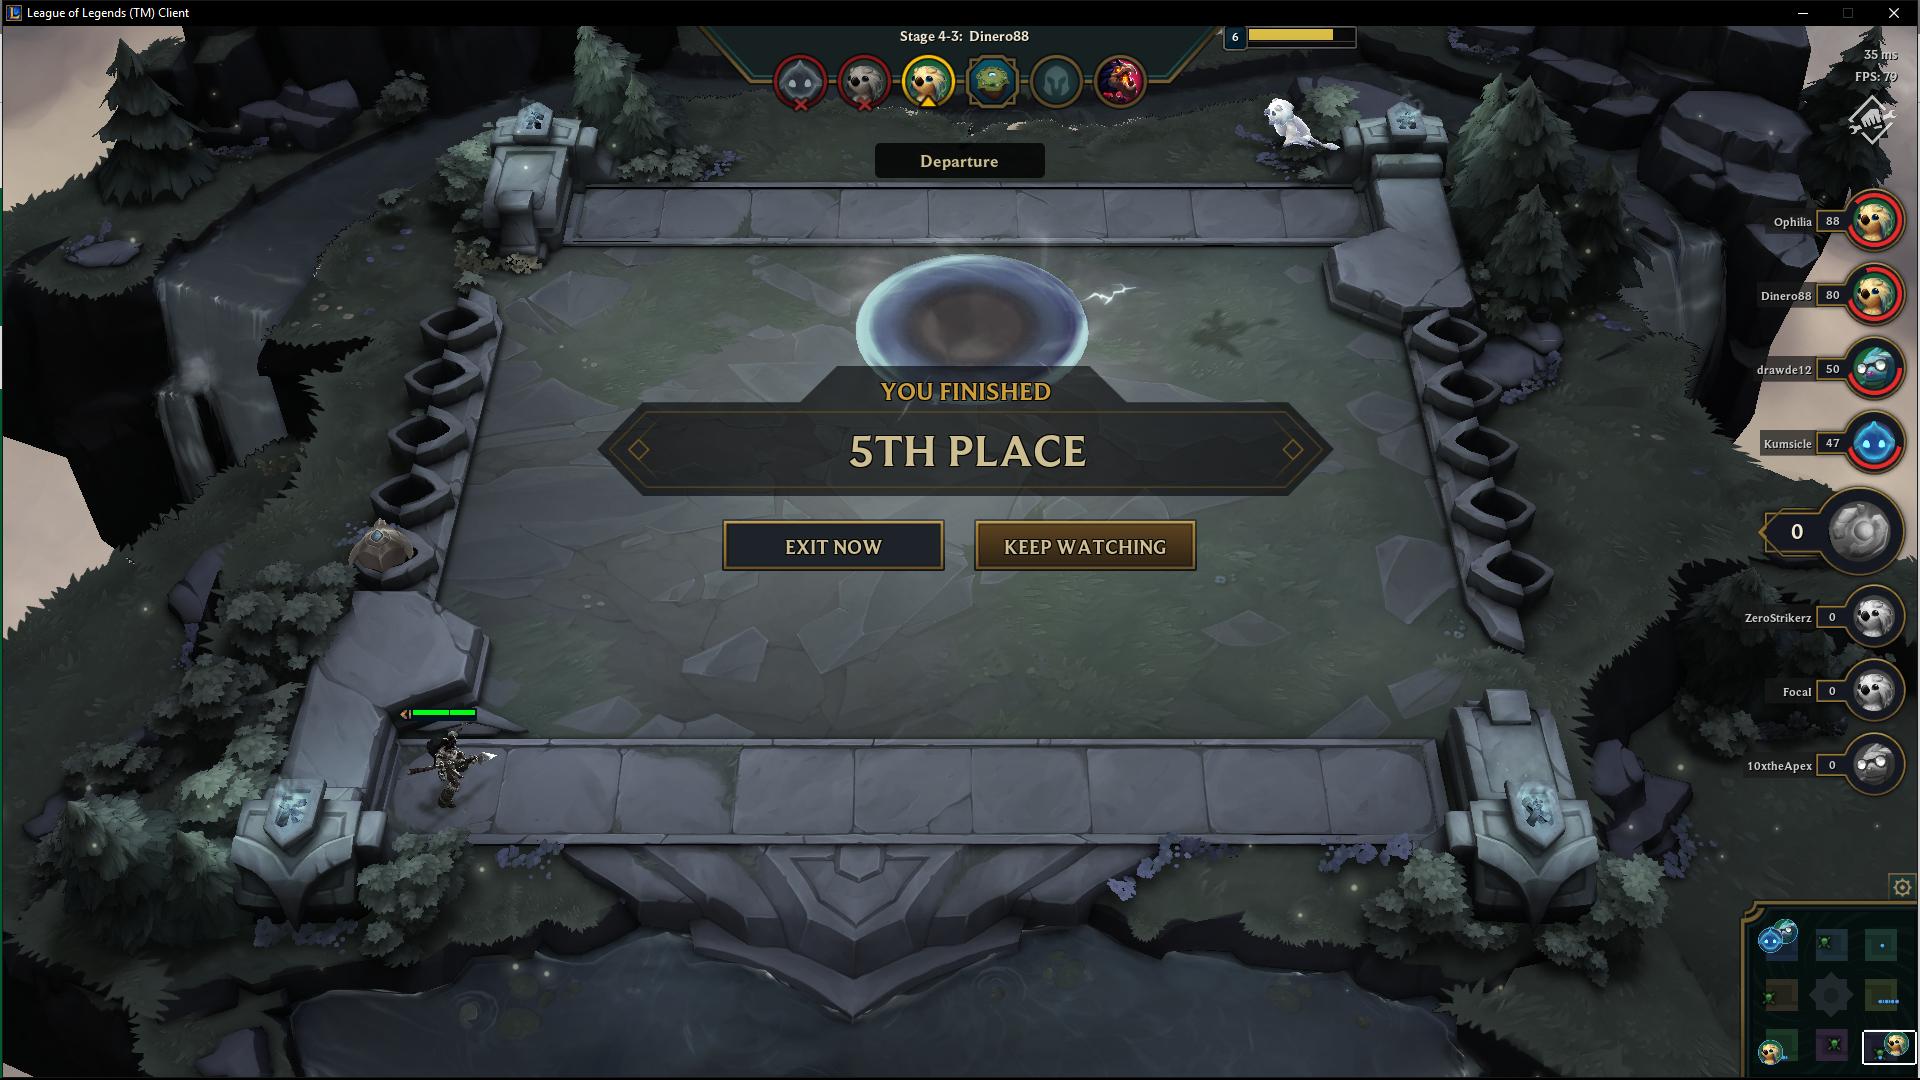 League of Legends (TM) Client
Stage 4-3: Dinero88
6
35 ms
FPS: 79
Departure
Ophilia 88
Dinero88 80
drawde12 50
YOU FINISHED
5TH PLACE
Kumsicle 47
0
EXIT NOW
KEEP WATCHING
ZeroStrikerz 0
Focal 0
10xtheApex 0